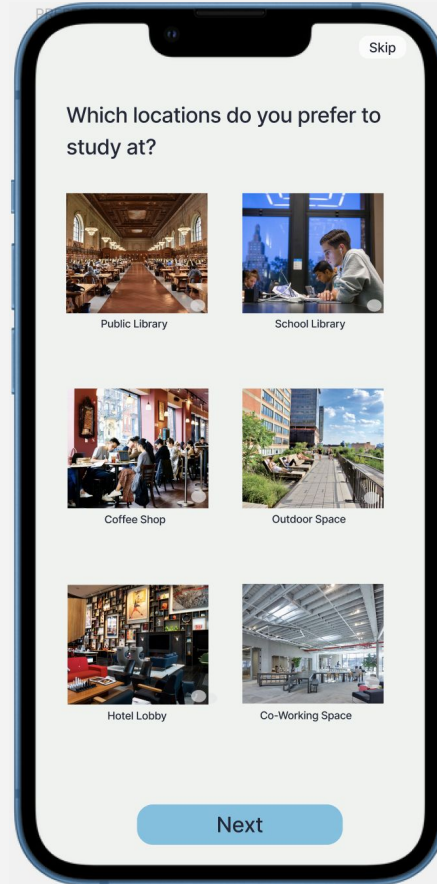 Skip
Which locations do you prefer to
study at?
Public Library
School Library
Coffee Shop
Outdoor Space
Hotel Lobby
Co-Working Space
Next